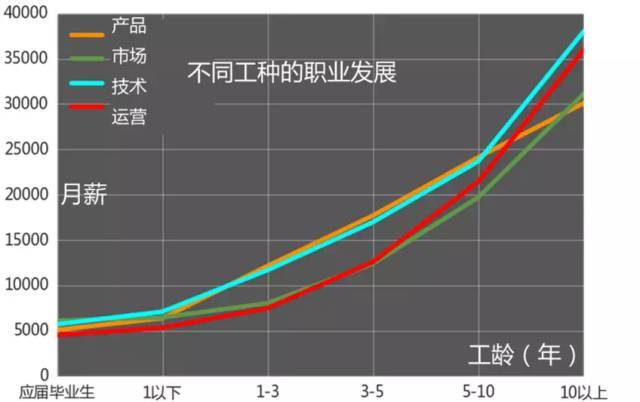 40000
35000
30000
25000
20000
15000
10000
5000
0
产品
市场
技术
运营
不同工种的职业发展
月薪
工龄（年）
应届毕业生
1以下
1-3
3-5
5-10
10以上